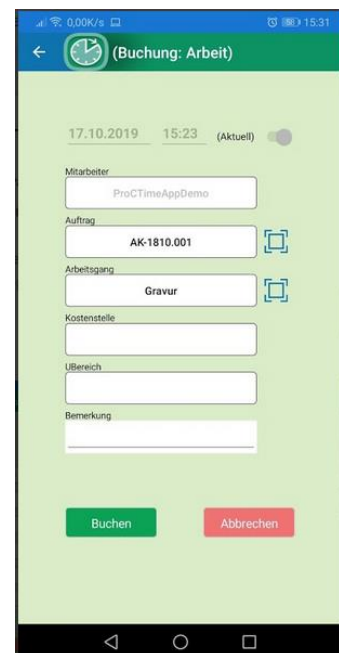 0,00K/s 15:31
(Buchung: Arbeit)
17.10.2019 15:23 (Aktuell)
Mitarbeiter
ProCTimeAppDemo
Auftrag
AK-1810.001
Arbeitsgang
Gravur
Kostenstelle
UBereich
Bemerkung
Buchen Abbrechen